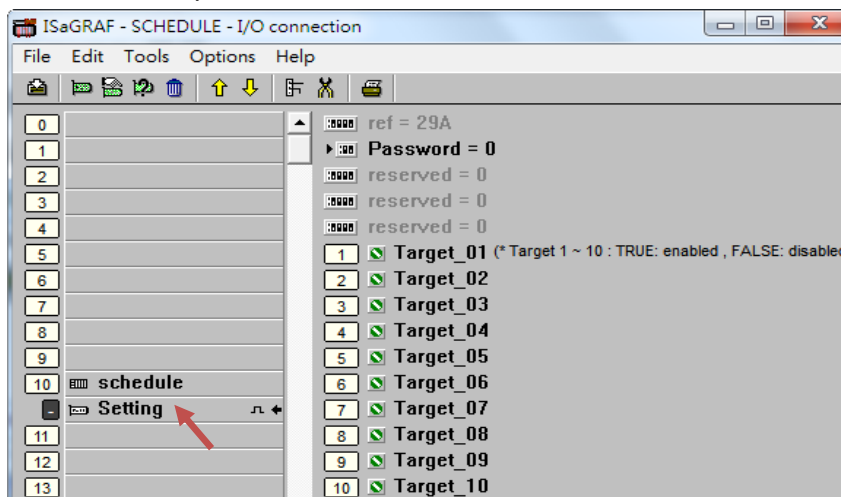 ISaGRAF - SCHEDULE - I/O connection
File Edit Tools Options Help
0
1
2
3
4
5
6
7
8
9
10 schedule
Setting
11
12
13
ref = 29A
Password = 0
reserved = 0
reserved = 0
reserved = 0
1 Target_01 (* Target 1 ~ 10 : TRUE: enabled , FALSE: disabled
2 Target_02
3 Target_03
4 Target_04
5 Target_05
6 Target_06
7 Target_07
8 Target_08
9 Target_09
10 Target_10